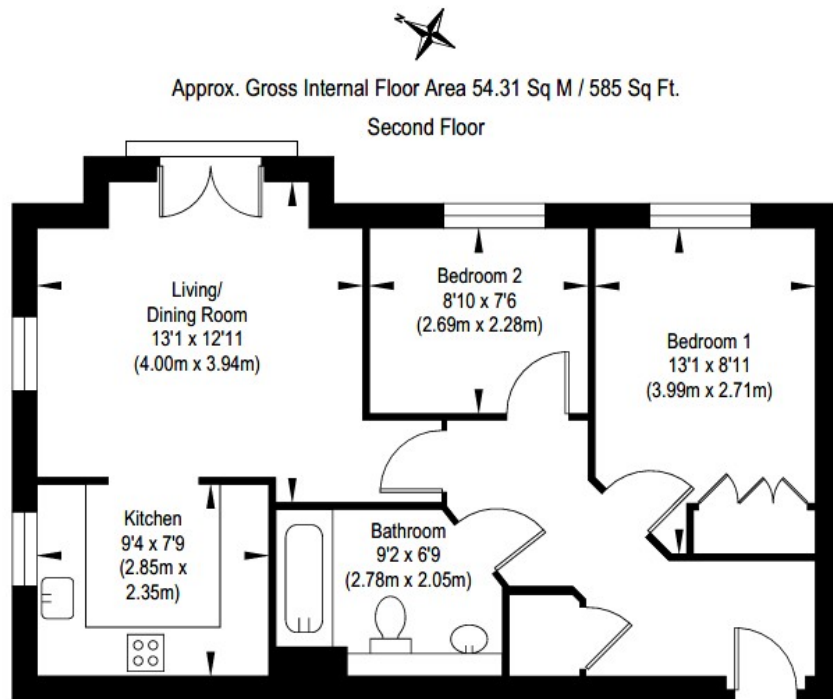 N
Approx. Gross Internal Floor Area 54.31 Sq M / 585 Sq Ft.
Second Floor
Living/
Dining Room
13'1 x 12'11
(4.00m x 3.94m)
Bedroom 2
8'10 x 7'6
(2.69m x 2.28m)
Bedroom 1
13'1 x 8'11
(3.99m x 2.71m)
Kitchen
9'4 x 7'9
(2.85m x
2.35m)
Bathroom
9'2 x 6'9
(2.78m x 2.05m)